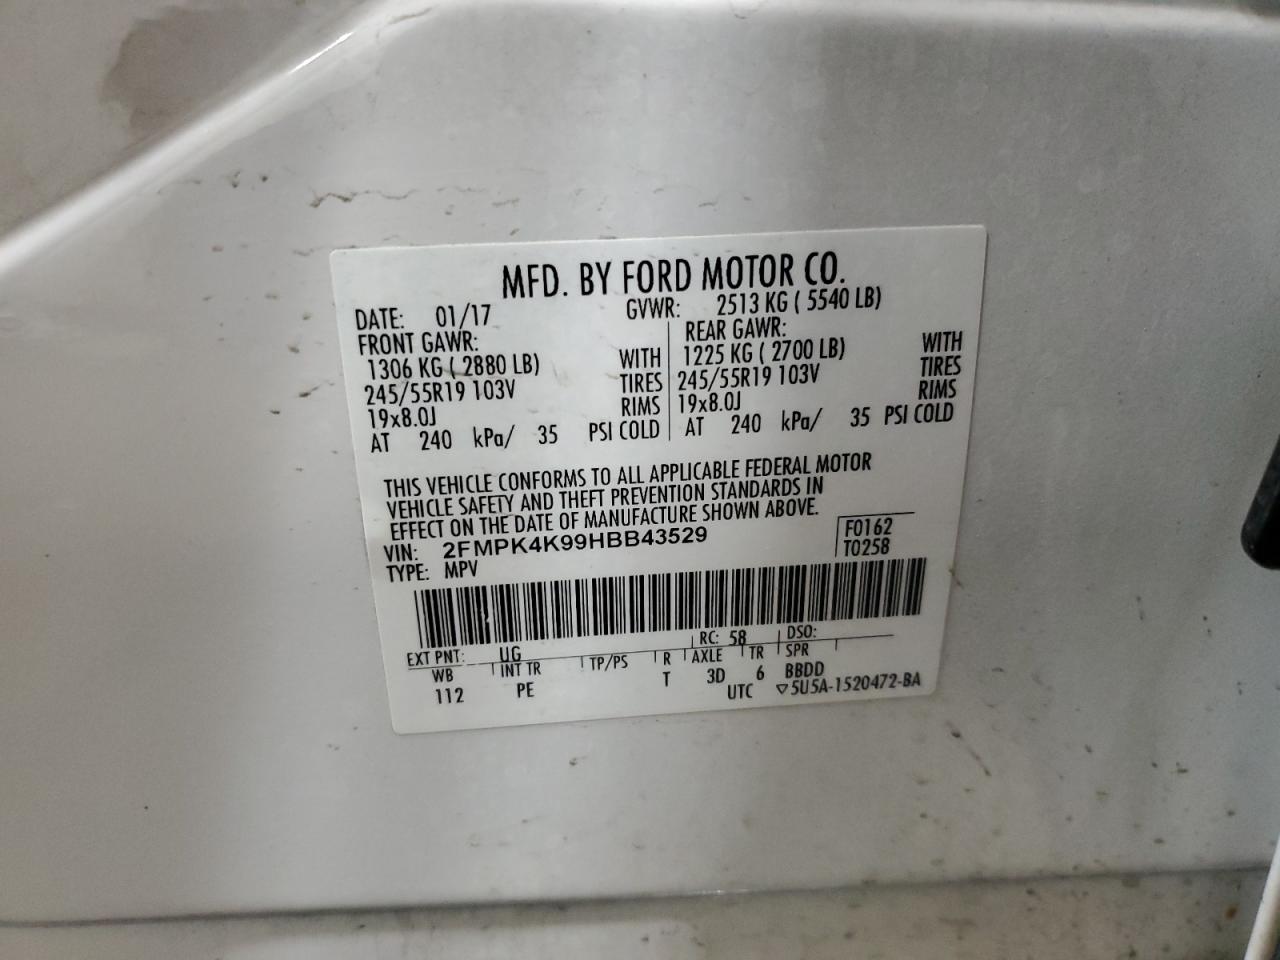 MFD. BY FORD MOTOR CO.
DATE: 01/17 GVWR: 2513 KG ( 5540 LB)
FRONT GAWR: REAR GAWR:
1306 KG ( 2880 LB) WITH 1225 KG ( 2700 LB) WITH
245/55R19 103V TIRES 245/55R19 103V TIRES
19x8.0J RIMS 19x8.0J RIMS
AT 240 kPa/ 35 PSI COLD AT 240 kPa/ 35 PSI COLD
THIS VEHICLE CONFORMS TO ALL APPLICABLE FEDERAL MOTOR
VEHICLE SAFETY AND THEFT PREVENTION STANDARDS IN
EFFECT ON THE DATE OF MANUFACTURE SHOWN ABOVE.
VIN: 2FMPK4K99HBB43529 F0162
TYPE: MPV T0258
EXT PNT: UG RC: 58 DSO:
WB INT TR TP/PS R AXLE TR SPR
112 PE T 3D 6 BBDD
UTC ▽5U5A-1520472-BA